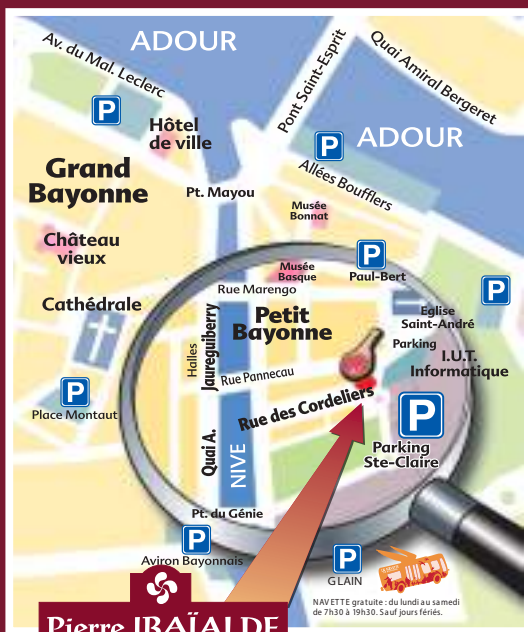 ADOUR
Av. du Mal. Leclerc
Pont Saint-Esprit
Quai Amiral Bergeret
P
Hôtel
de ville
P
ADOUR
Allées Boufflers
Grand
Bayonne
Pt. Mayou
Musée
Bonnat
Château
vieux
P
Paul-Bert
Musée
Basque
Rue Marengo
P
Cathédrale
Petit
Bayonne
Eglise
Saint-André
Halles
Jaureguiberry
Parking
I.U.T.
Informatique
Rue Pannecau
P
Place Montaut
Rue des Cordeliers
P
Parking
Ste-Claire
Quai A.
NIVE
Pt. du Génie
P
Aviron Bayonnais
P
GLAIN
NAVETTE gratuite : du lundi au samedi
de 7h30 à 19h30. Sauf jours fériés.
Pierre IBAÏALDE